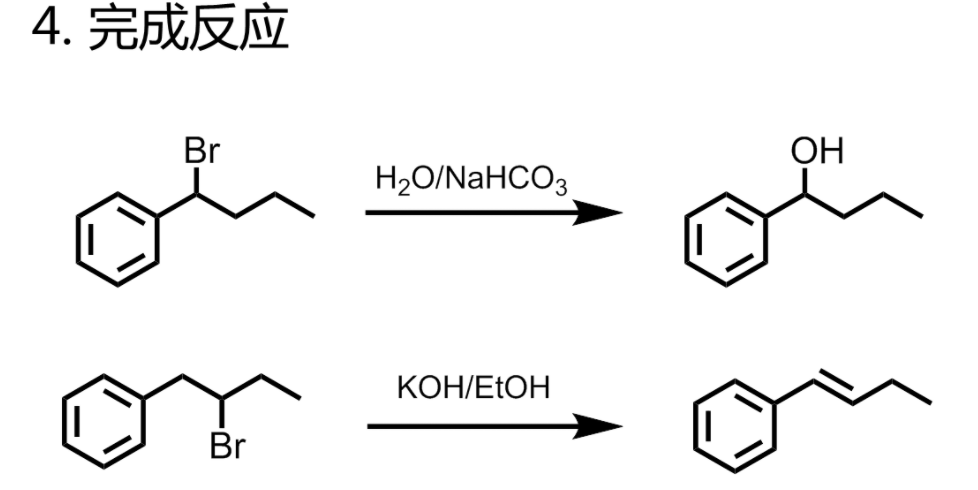 4. 完成反应
Br
H₂O/NaHCO₃
OH
KOH/EtOH
Br